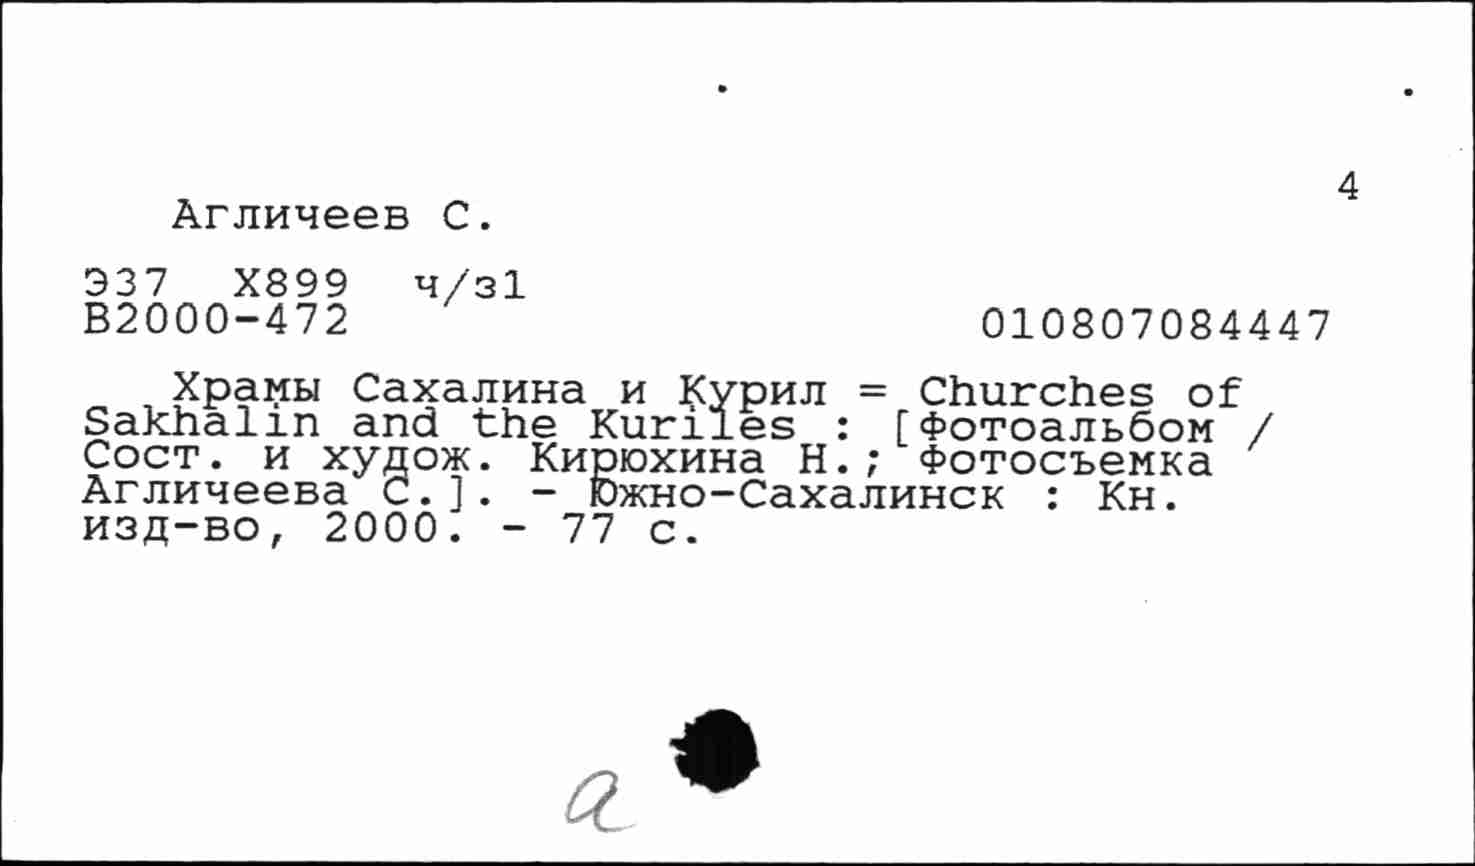 4
Агличеев С.
Э37 Х899 ч/з1
В2000-472 010807084447
Храмы Сахалина и Курил = Churches of
Sakhalin and the Kuriles : [Фотоальбом /
Сост. и худож. Кирюхина Н.; Фотосъемка
Агличеева С.]. - Южно-Сахалинск : Кн.
изд-во, 2000. - 77 с.
а